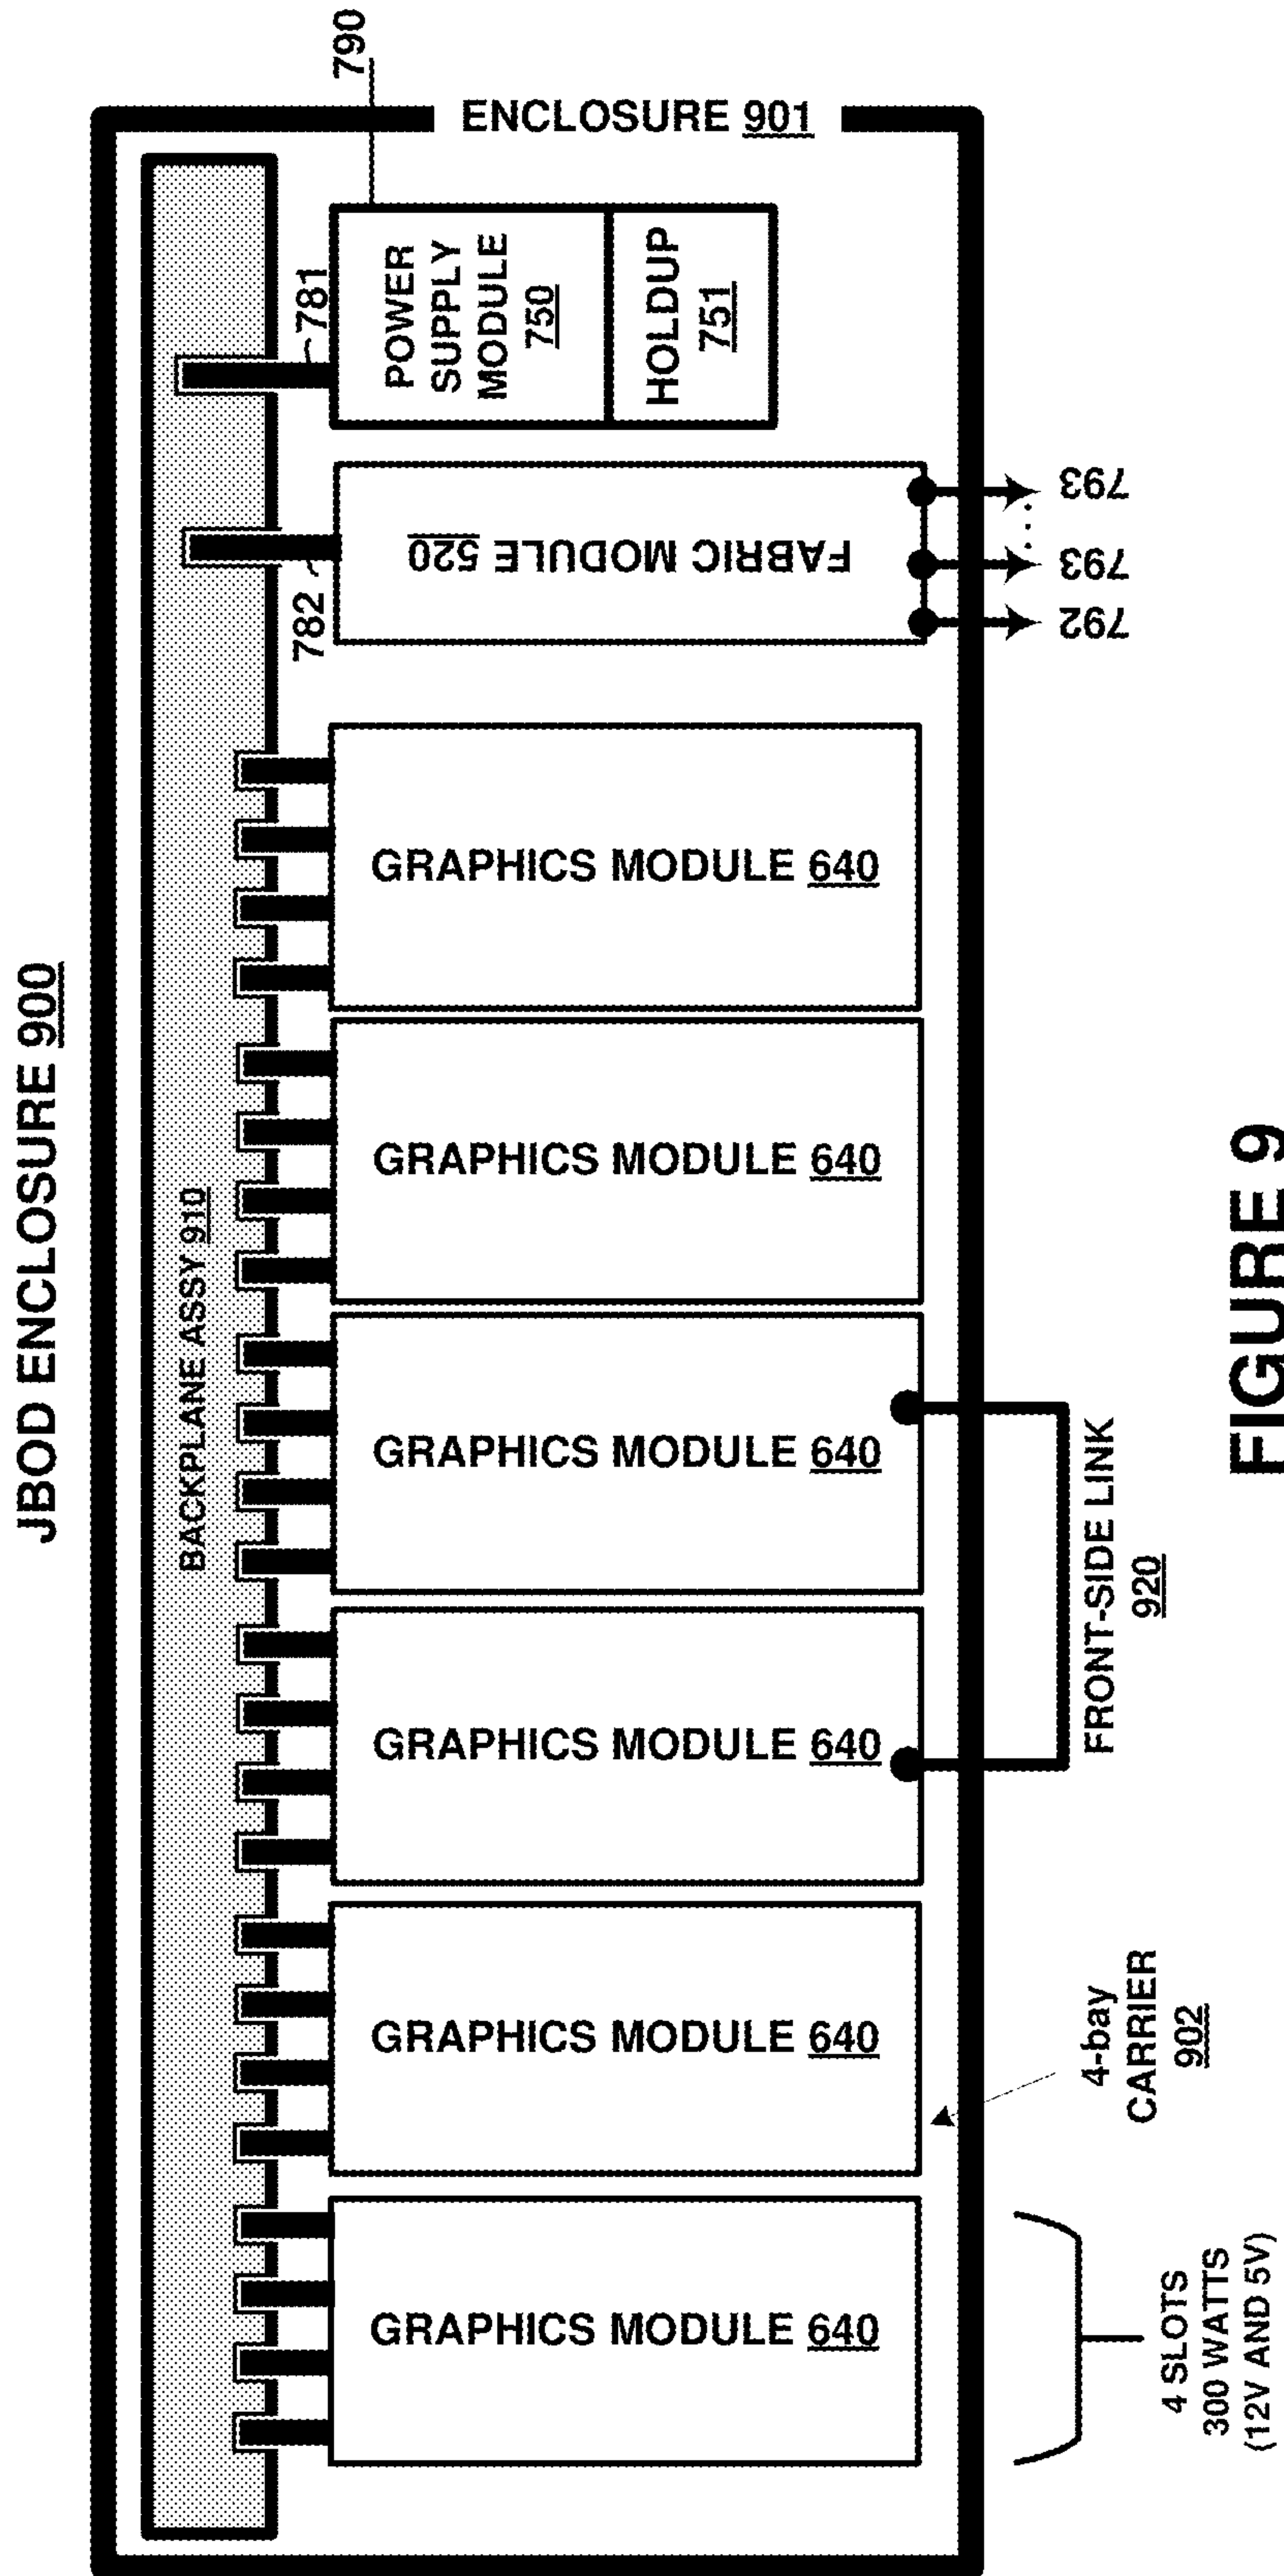 JBOD ENCLOSURE 900
BACKPLANE ASSY 910
GRAPHICS MODULE 640
GRAPHICS MODULE 640
GRAPHICS MODULE 640
GRAPHICS MODULE 640
GRAPHICS MODULE 640
GRAPHICS MODULE 640
782
FABRIC MODULE 520
781
POWER
SUPPLY
MODULE
750
HOLDUP
751
790
ENCLOSURE 901
4 SLOTS
300 WATTS
(12V AND 5V)
4-bay
CARRIER
902
FRONT-SIDE LINK
920
792
793
...
793
FIGURE 9